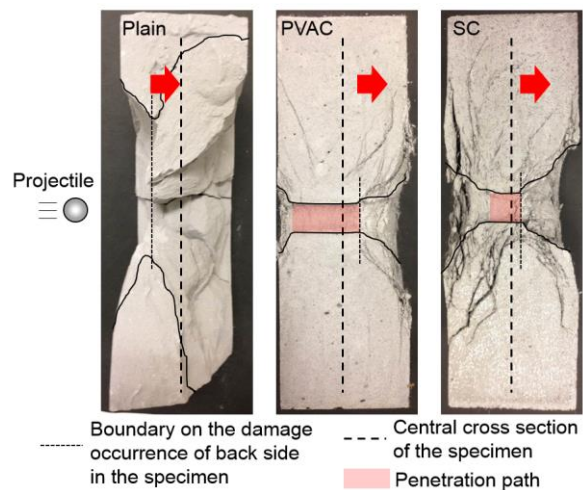 Plain
PVAC
SC
Projectile
Boundary on the damage
occurrence of back side
in the specimen
Central cross section
of the specimen
Penetration path